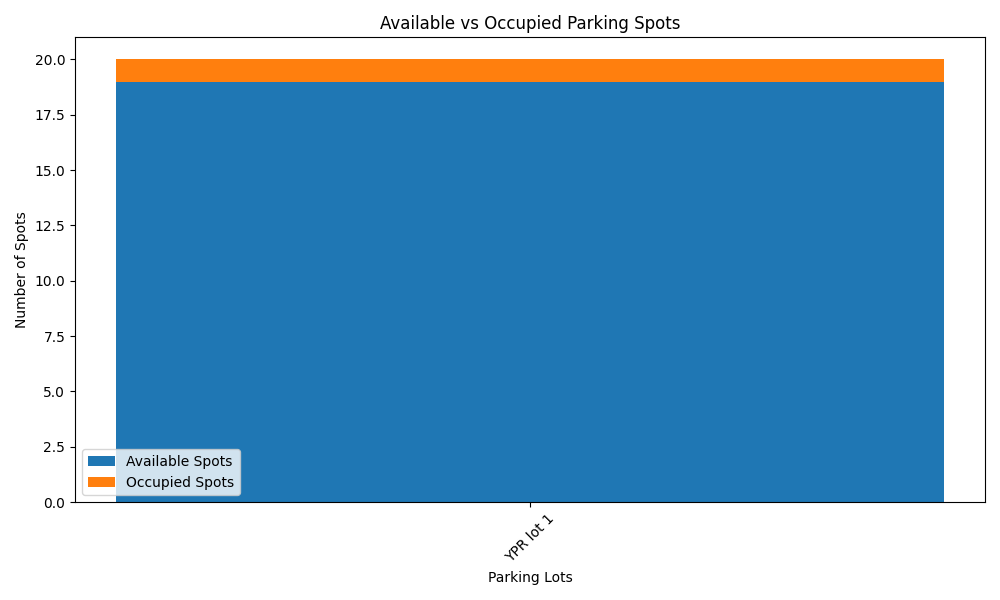 Available vs Occupied Parking Spots
Number of Spots
20.0
17.5
15.0
12.5
10.0
7.5
5.0
2.5
0.0
Available Spots
Occupied Spots
YPR lot 1
Parking Lots